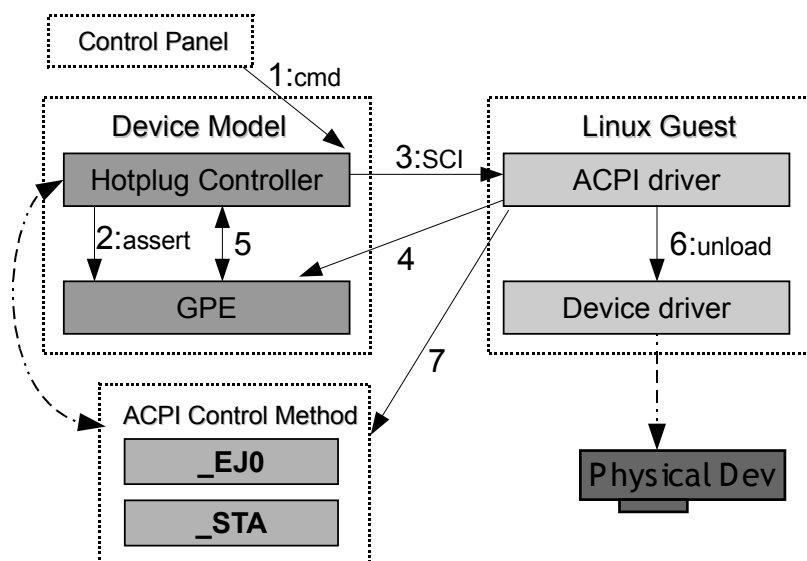 Control Panel
1:cmd
Device Model
Linux Guest
Hotplug Controller
3:SCI
ACPI driver
2:assert
5
4
6:unload
GPE
Device driver
7
ACPI Control Method
_EJ0
_STA
Physical Dev